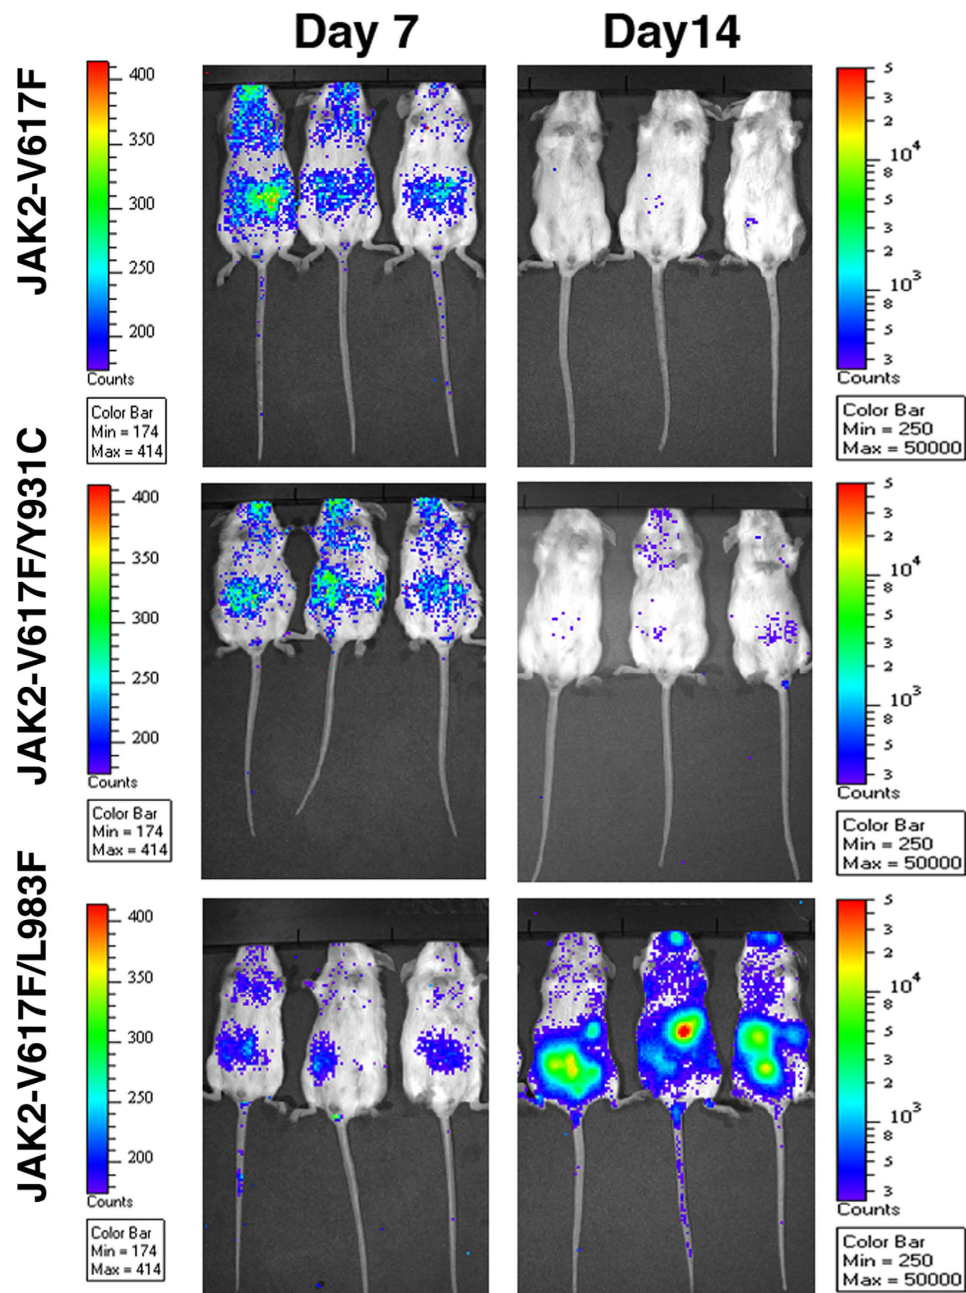 Day 7
Day14
JAK2-V617F
400
350
300
250
200
Counts
Color Bar
Min = 174
Max = 414
5
3
2
10⁴
8
5
3
2
10³
8
5
3
Counts
Color Bar
Min = 250
Max = 50000
JAK2-V617F/Y931C
400
350
300
250
200
Counts
Color Bar
Min = 174
Max = 414
5
3
2
10⁴
8
5
3
2
10³
8
5
3
Counts
Color Bar
Min = 250
Max = 50000
JAK2-V617F/L983F
400
350
300
250
200
Counts
Color Bar
Min = 174
Max = 414
5
3
2
10⁴
8
5
3
2
10³
8
5
3
Counts
Color Bar
Min = 250
Max = 50000